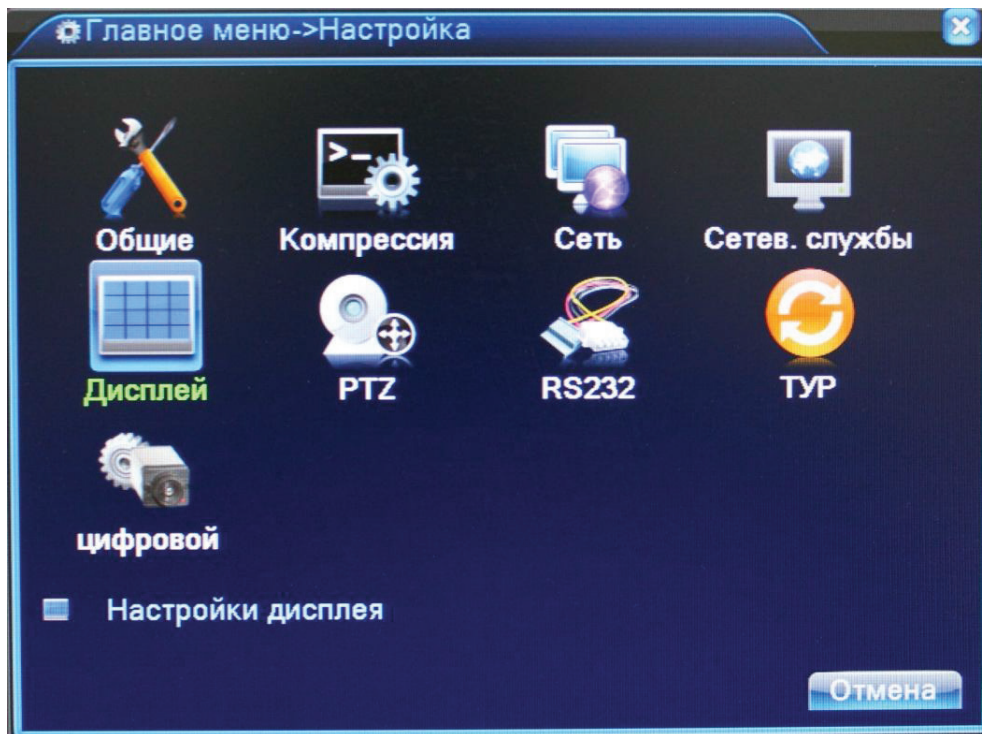 Главное меню->Настройка
Общие
Компрессия
Сеть
Сетев. службы
Дисплей
PTZ
RS232
ТУР
цифровой
Настройки дисплея
Отмена